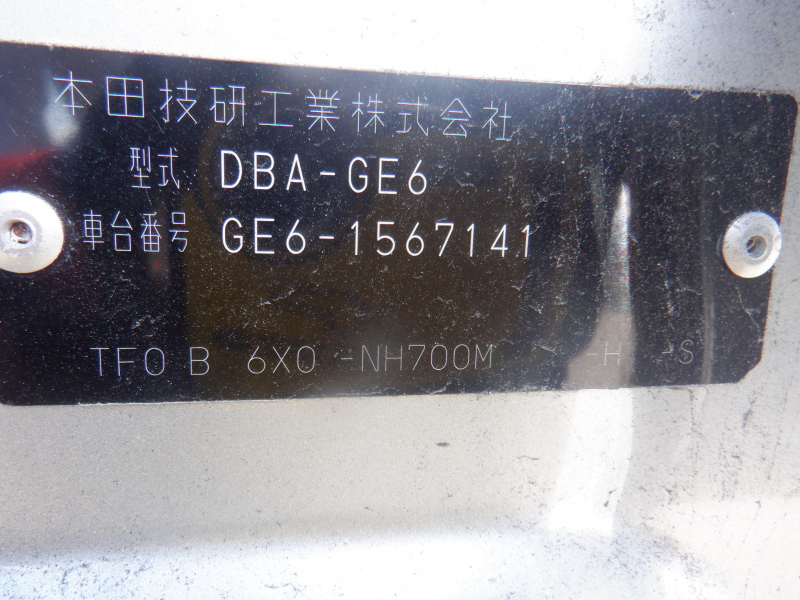 本田技研工業株式会社
型式 DBA-GE6
車台番号 GE6-1567141
TF0 B 6X0 -NH700M -H -S